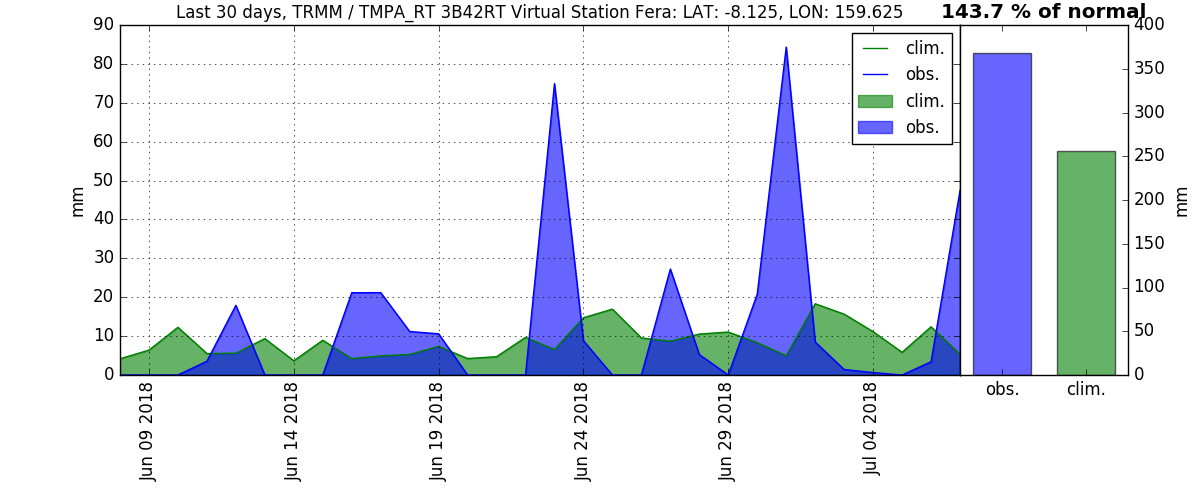 Last 30 days, TRMM / TMPA_RT 3B42RT Virtual Station Fera: LAT: -8.125, LON: 159.625
143.7 % of normal
90
80
70
60
50
40
30
20
10
0
mm
clim.
obs.
clim.
obs.
Jun 09 2018
Jun 14 2018
Jun 19 2018
Jun 24 2018
Jun 29 2018
Jul 04 2018
400
350
300
250
200
150
100
50
0
mm
obs.
clim.